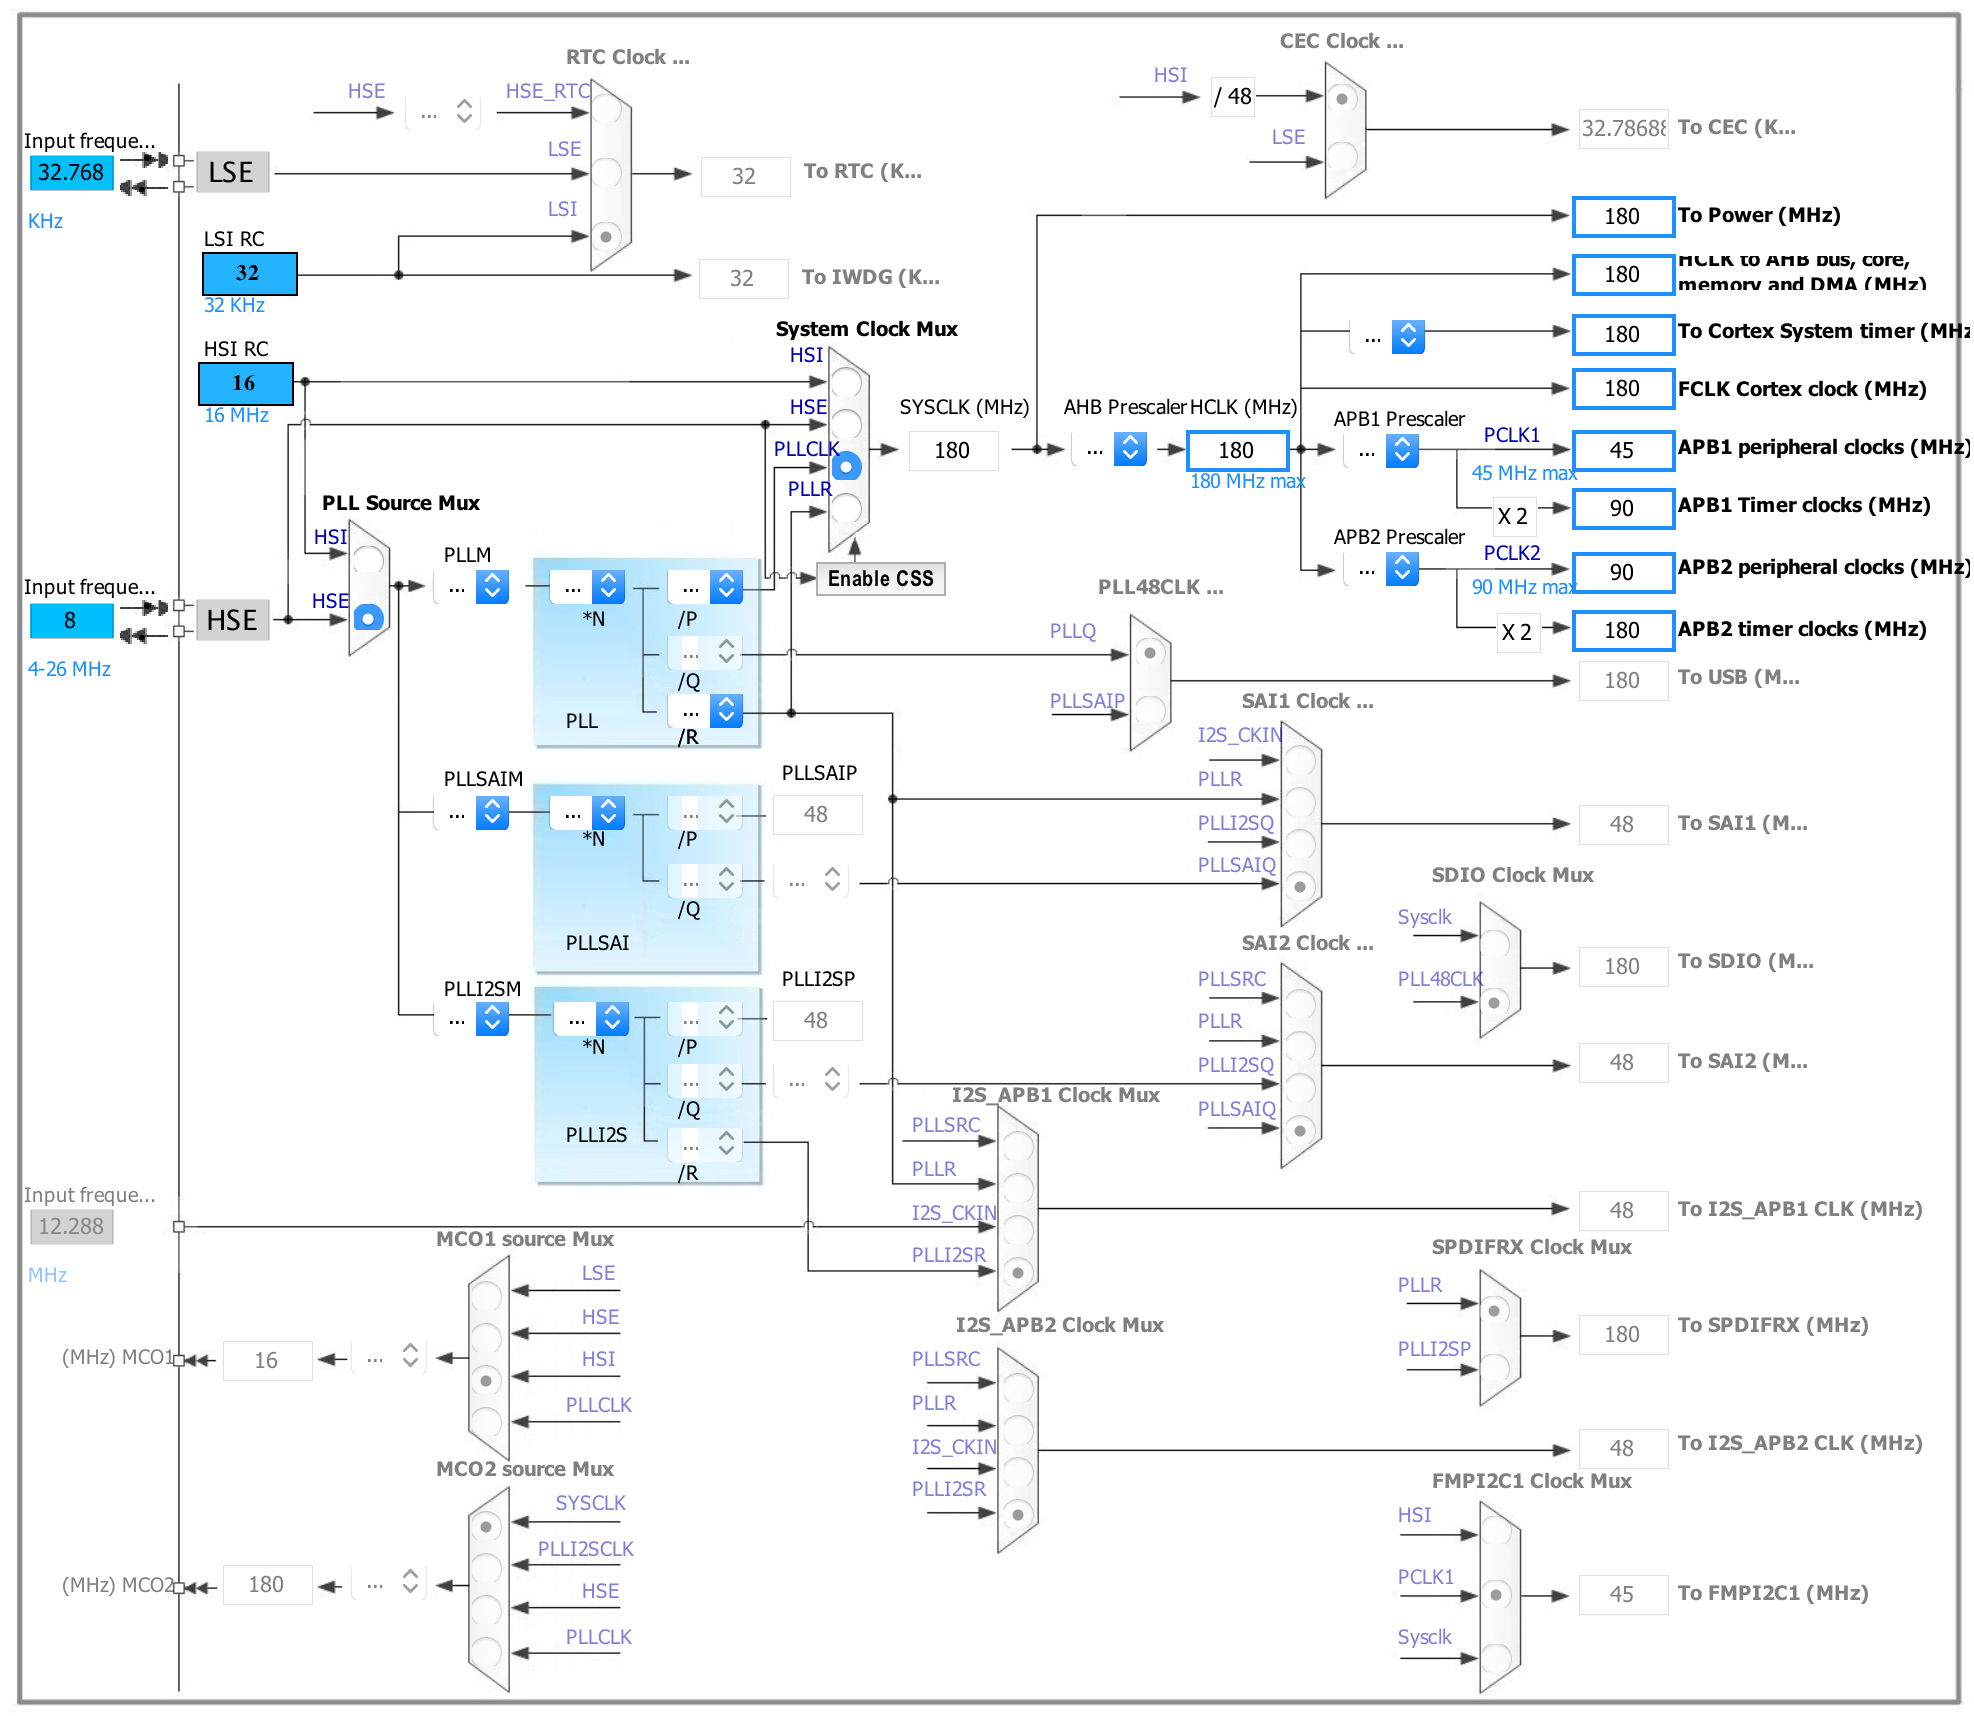 RTC Clock ...
CEC Clock ...
HSE
...
HSE_RTC
HSI
/ 48
Input freque...
32.768
KHz
LSE
LSE
LSI
32
To RTC (K...
LSE
To CEC (K...
LSI RC
32
32 KHz
32
To IWDG (K...
180
To Power (MHz)
180
HCLK to AHB bus, core,
memory and DMA (MHz)
...
180
To Cortex System timer (MHz
HSI RC
16
16 MHz
System Clock Mux
HSI
HSE
PLLCLK
PLLR
SYSCLK (MHz)
180
AHB Prescaler
...
HCLK (MHz)
180
180 MHz max
180
FCLK Cortex clock (MHz)
APB1 Prescaler
...
PCLK1
45 MHz max
45
APB1 peripheral clocks (MHz)
X 2
90
APB1 Timer clocks (MHz)
APB2 Prescaler
...
PCLK2
90 MHz max
90
APB2 peripheral clocks (MHz)
X 2
180
APB2 timer clocks (MHz)
PLL Source Mux
HSI
HSE
Input freque...
8
4-26 MHz
HSE
PLLM
...
...
*N
...
/P
...
/Q
...
/R
PLL
Enable CSS
PLL48CLK ...
PLLQ
PLLSAIP
180
To USB (M...
PLLSAIM
...
...
*N
...
/P
...
/Q
PLLSAI
PLLSAIP
48
...
SAI1 Clock ...
I2S_CKIN
PLLR
PLLI2SQ
PLLSAIQ
48
To SAI1 (M...
SDIO Clock Mux
Sysclk
PLL48CLK
180
To SDIO (M...
PLLI2SM
...
...
*N
...
/P
...
/Q
...
/R
PLLI2S
PLLI2SP
48
...
SAI2 Clock ...
PLLSRC
PLLR
PLLI2SQ
PLLSAIQ
48
To SAI2 (M...
Input freque...
12.288
MHz
I2S_APB1 Clock Mux
PLLSRC
PLLR
I2S_CKIN
PLLI2SR
48
To I2S_APB1 CLK (MHz)
MCO1 source Mux
LSE
HSE
HSI
PLLCLK
(MHz) MCO1
16
...
SPDIFRX Clock Mux
PLLR
PLLI2SP
180
To SPDIFRX (MHz)
I2S_APB2 Clock Mux
PLLSRC
PLLR
I2S_CKIN
PLLI2SR
48
To I2S_APB2 CLK (MHz)
MCO2 source Mux
SYSCLK
PLLI2SCLK
HSE
PLLCLK
(MHz) MCO2
180
...
FMPI2C1 Clock Mux
HSI
PCLK1
Sysclk
45
To FMPI2C1 (MHz)